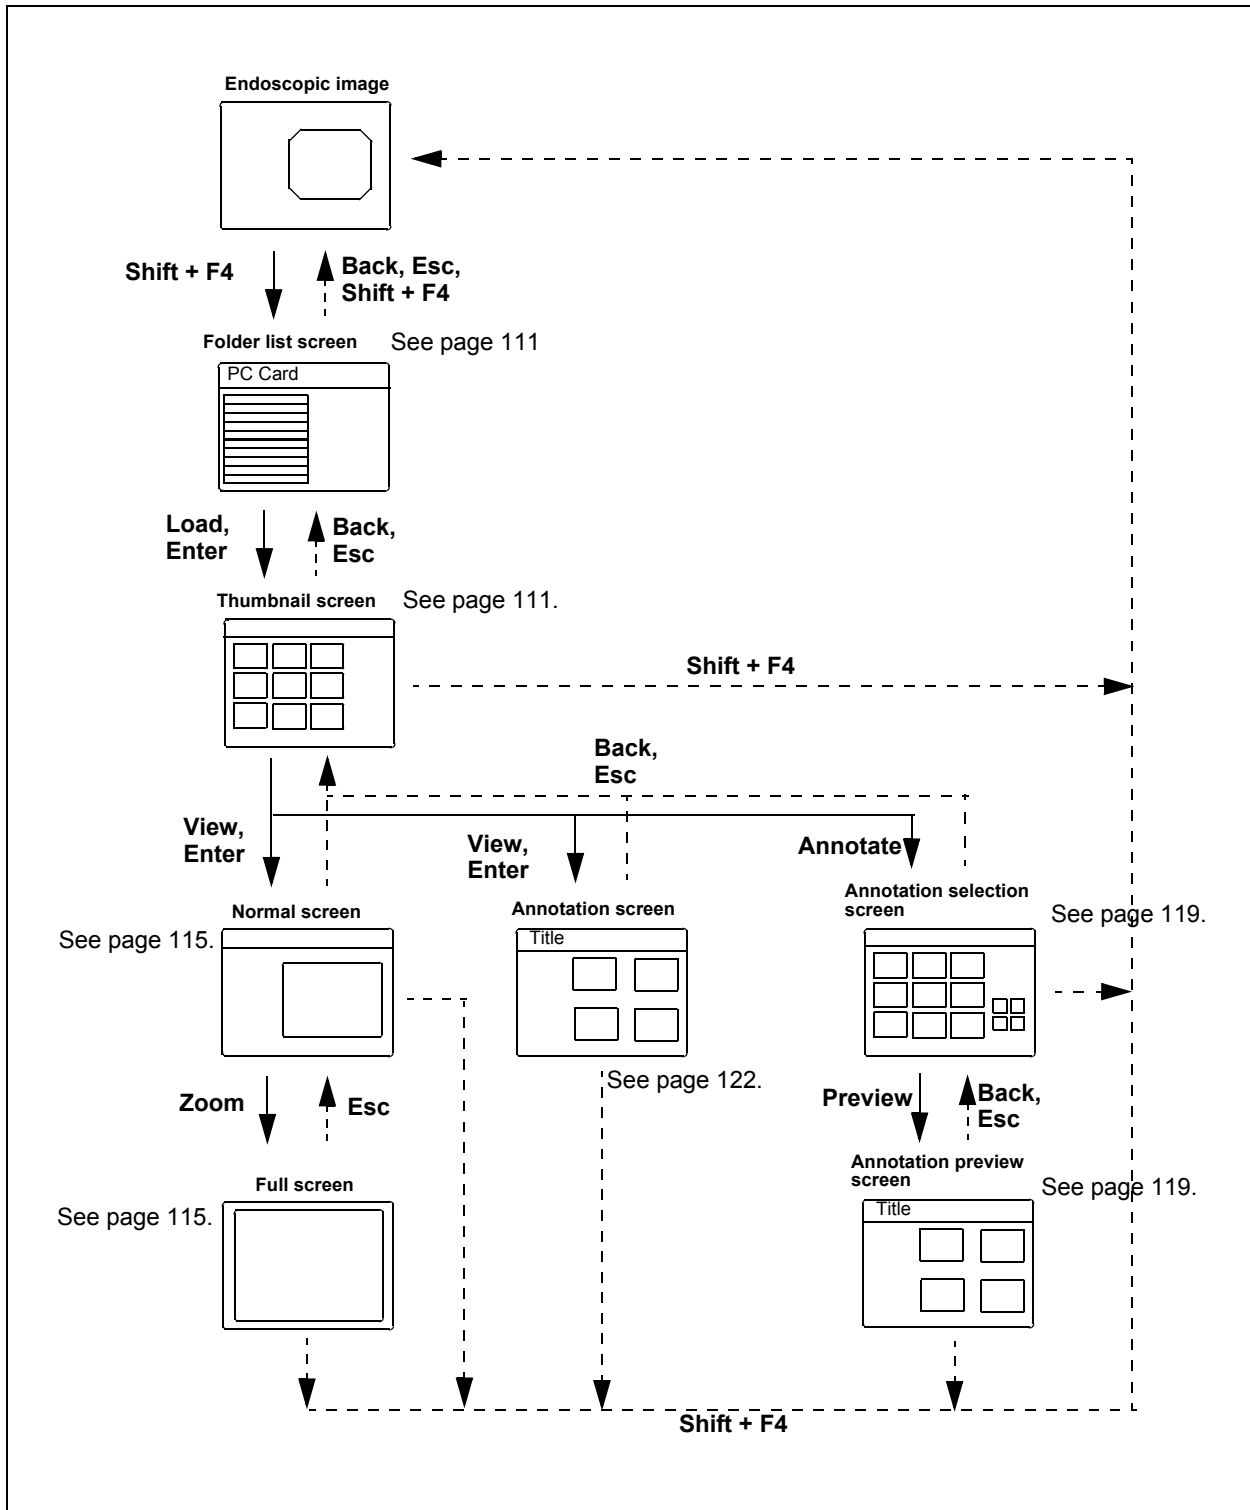 Endoscopic image
Shift + F4
Back, Esc,
Shift + F4
Folder list screen
See page 111
PC Card
Load,
Enter
Back,
Esc
Thumbnail screen
See page 111.
Shift + F4
Back,
Esc
View,
Enter
View,
Enter
Annotate
Normal screen
See page 115.
Annotation screen
Title
See page 122.
Annotation selection
screen
See page 119.
Zoom
Esc
Preview
Back,
Esc
Full screen
See page 115.
Annotation preview
screen
See page 119.
Title
Shift + F4